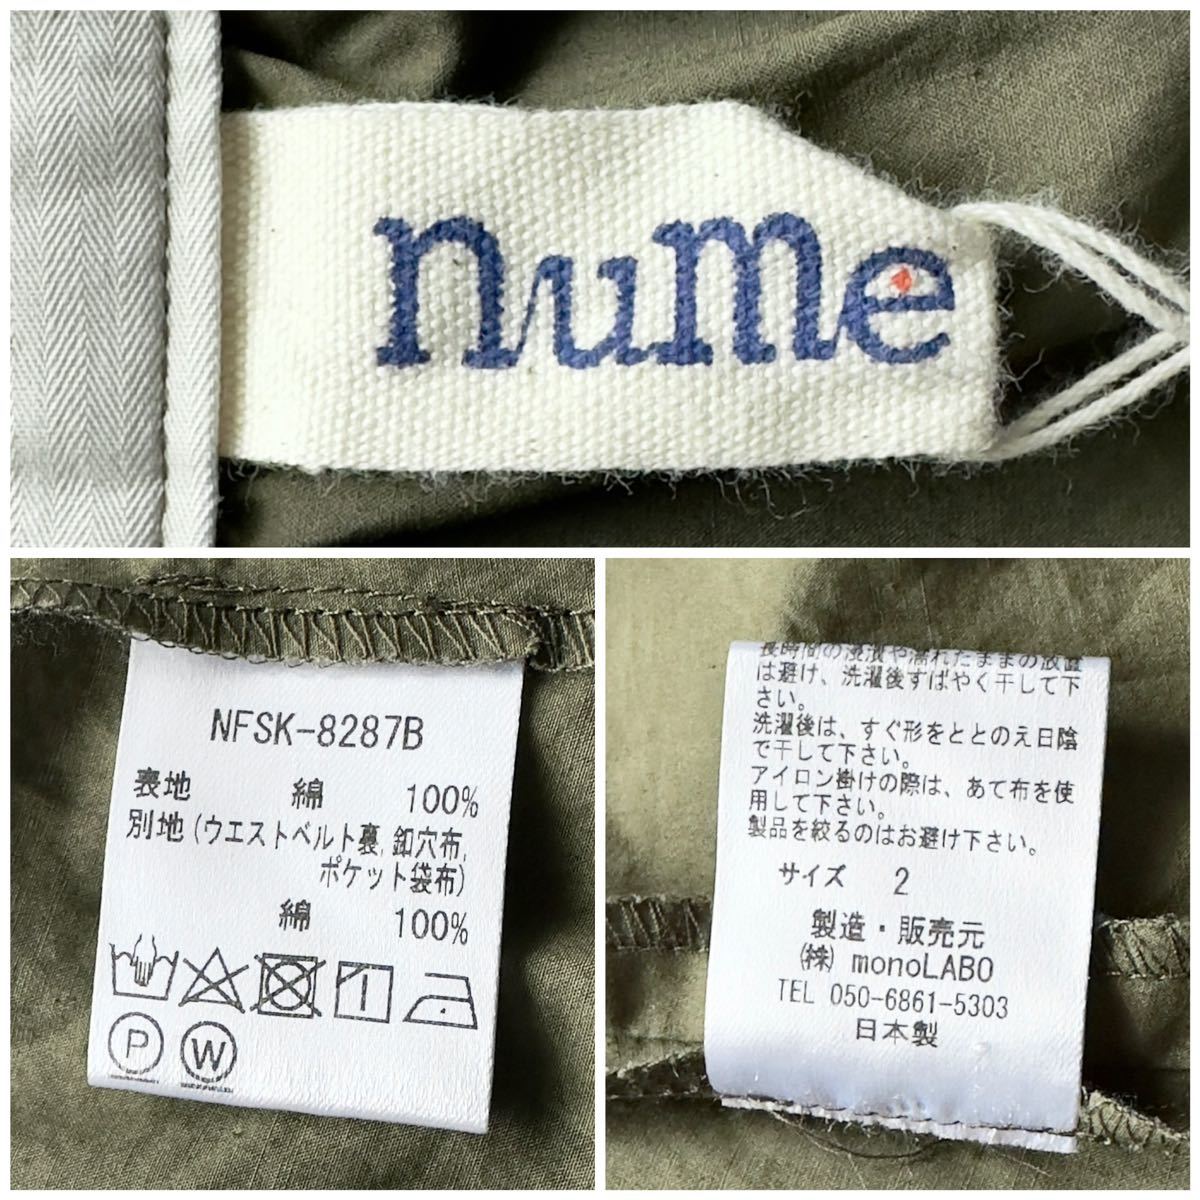 nume
NFSK-8287B
表地 綿 100%
別地(ウエストベルト裏,釦穴布,
ポケット袋布)
綿 100%
P W
長時間の浸漬や濡れたままの放置
は避け、洗濯後すばやく干して下
さい。
洗濯後は、すぐ形をととのえ日陰
で干して下さい。
アイロン掛けの際は、あて布を使
用して下さい。
製品を絞るのはお避け下さい。
サイズ 2
製造・販売元
㈱ monoLABO
TEL 050-6861-5303
日本製